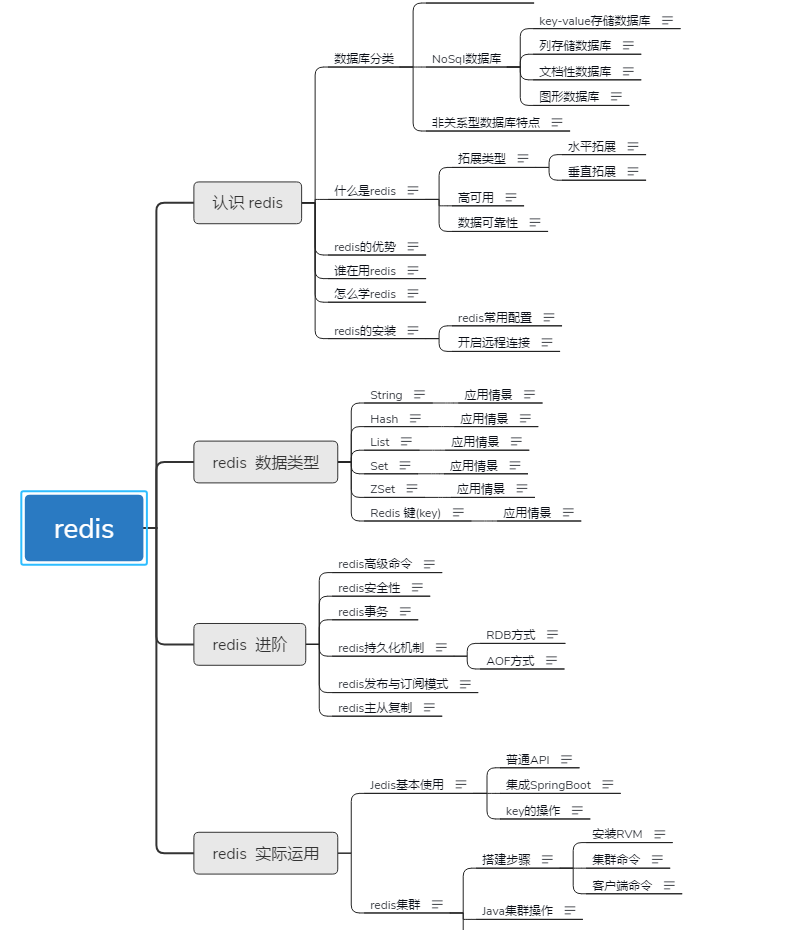 redis
认识 redis
数据库分类
NoSql数据库
key-value存储数据库
列存储数据库
文档性数据库
图形数据库
非关系型数据库特点
什么是redis
拓展类型
水平拓展
垂直拓展
高可用
数据可靠性
redis的优势
谁在用redis
怎么学redis
redis的安装
redis常用配置
开启远程连接
redis 数据类型
String
应用情景
Hash
应用情景
List
应用情景
Set
应用情景
ZSet
应用情景
Redis 键(key)
应用情景
redis 进阶
redis高级命令
redis安全性
redis事务
redis持久化机制
RDB方式
AOF方式
redis发布与订阅模式
redis主从复制
redis 实际运用
Jedis基本使用
普通API
集成SpringBoot
key的操作
redis集群
搭建步骤
安装RVM
集群命令
客户端命令
Java集群操作